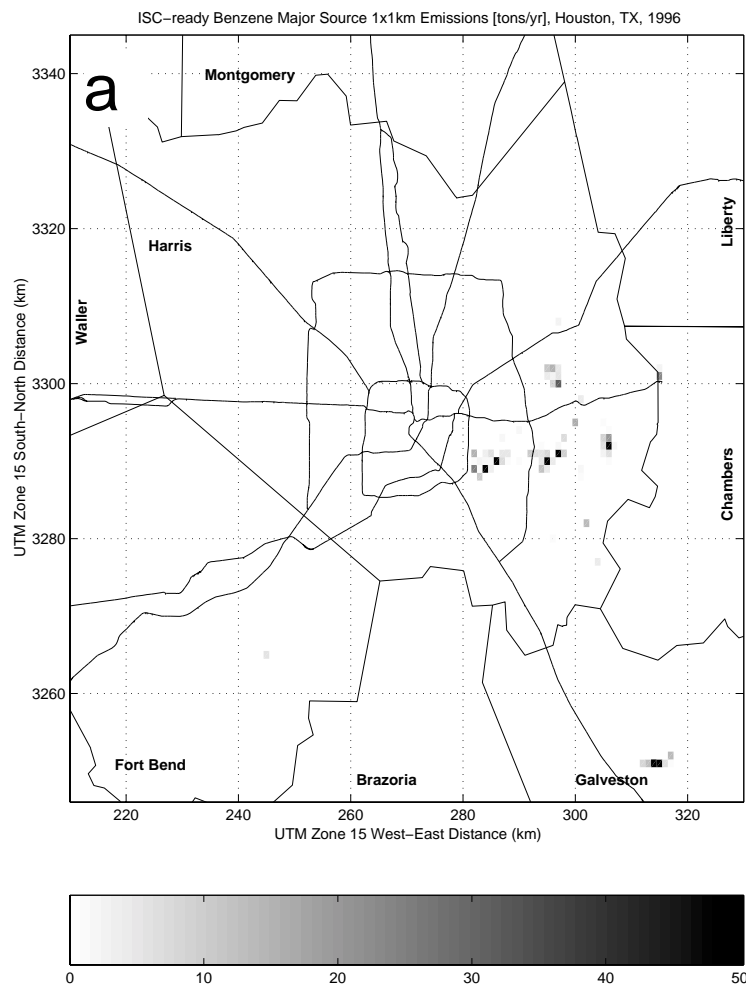 ISC−ready Benzene Major Source 1x1km Emissions [tons/yr], Houston, TX, 1996
a
Montgomery
Harris
Liberty
Waller
Chambers
Fort Bend
Brazoria
Galveston
3340
3320
3300
3280
3260
UTM Zone 15 South−North Distance (km)
220 240 260 280 300 320
UTM Zone 15 West−East Distance (km)
0 10 20 30 40 50